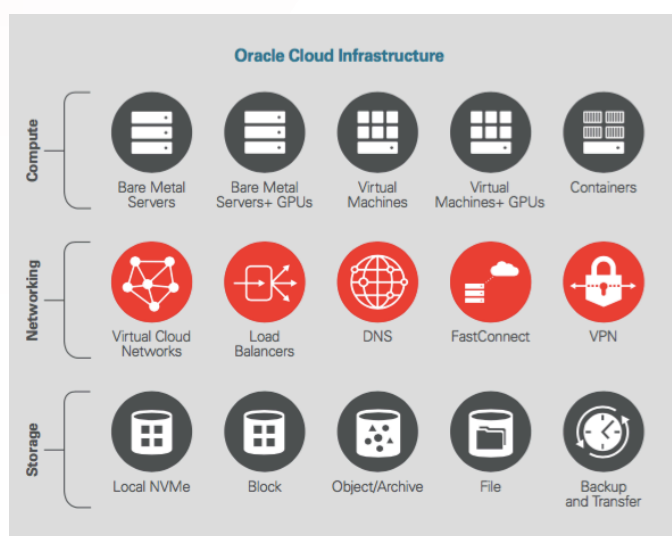 Oracle Cloud Infrastructure
Compute
Bare Metal
Servers
Bare Metal
Servers+ GPUs
Virtual
Machines
Virtual
Machines+ GPUs
Containers
Networking
Virtual Cloud
Networks
Load
Balancers
DNS
FastConnect
VPN
Storage
Local NVMe
Block
Object/Archive
File
Backup
and Transfer